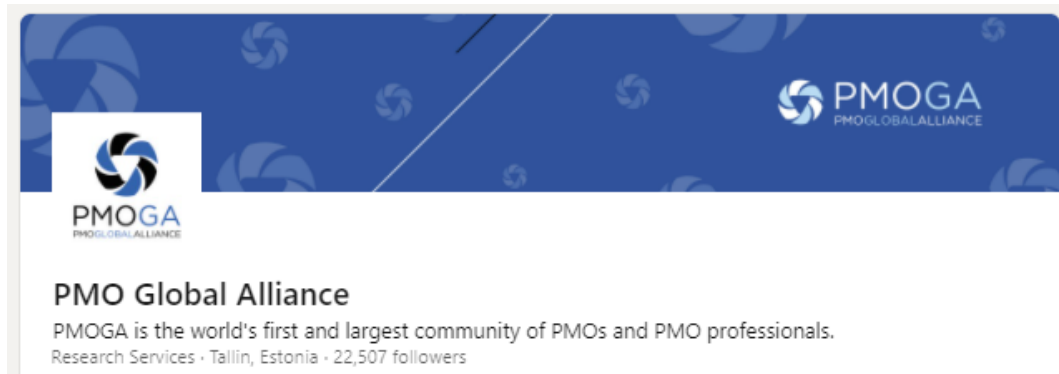 PMOGA
PMOGLOBALALLIANCE
PMOGA
PMOGLOBALALLIANCE
PMO Global Alliance
PMOGA is the world's first and largest community of PMOs and PMO professionals.
Research Services · Tallin, Estonia · 22,507 followers